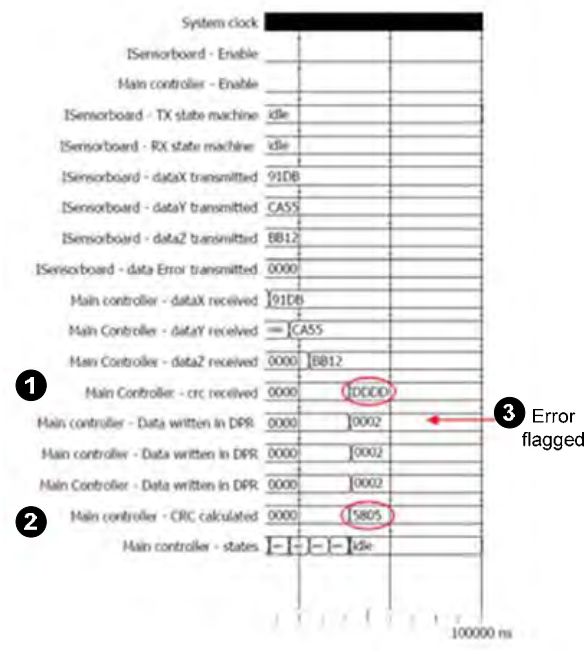 System clock
ISensorboard - Enable
Main controller - Enable
ISensorboard - TX state machine idle
ISensorboard - RX state machine idle
ISensorboard - dataX transmitted 91DB
ISensorboard - dataY transmitted CA55
ISensorboard - dataZ transmitted BB12
ISensorboard - data Error transmitted 0000
Main controller - dataX received 91DB
Main Controller - dataY received CA55
Main Controller - dataZ received 0000 BB12
1 Main Controller - crc received 0000 DDDD
Main controller - Data written in DPR 0000 0002 3 Error
flagged
Main controller - Data written in DPR 0000 0002
Main Controller - Data written in DPR 0000 0002
2 Main controller - CRC calculated 0000 5805
Main controller - states idle
100000 ns